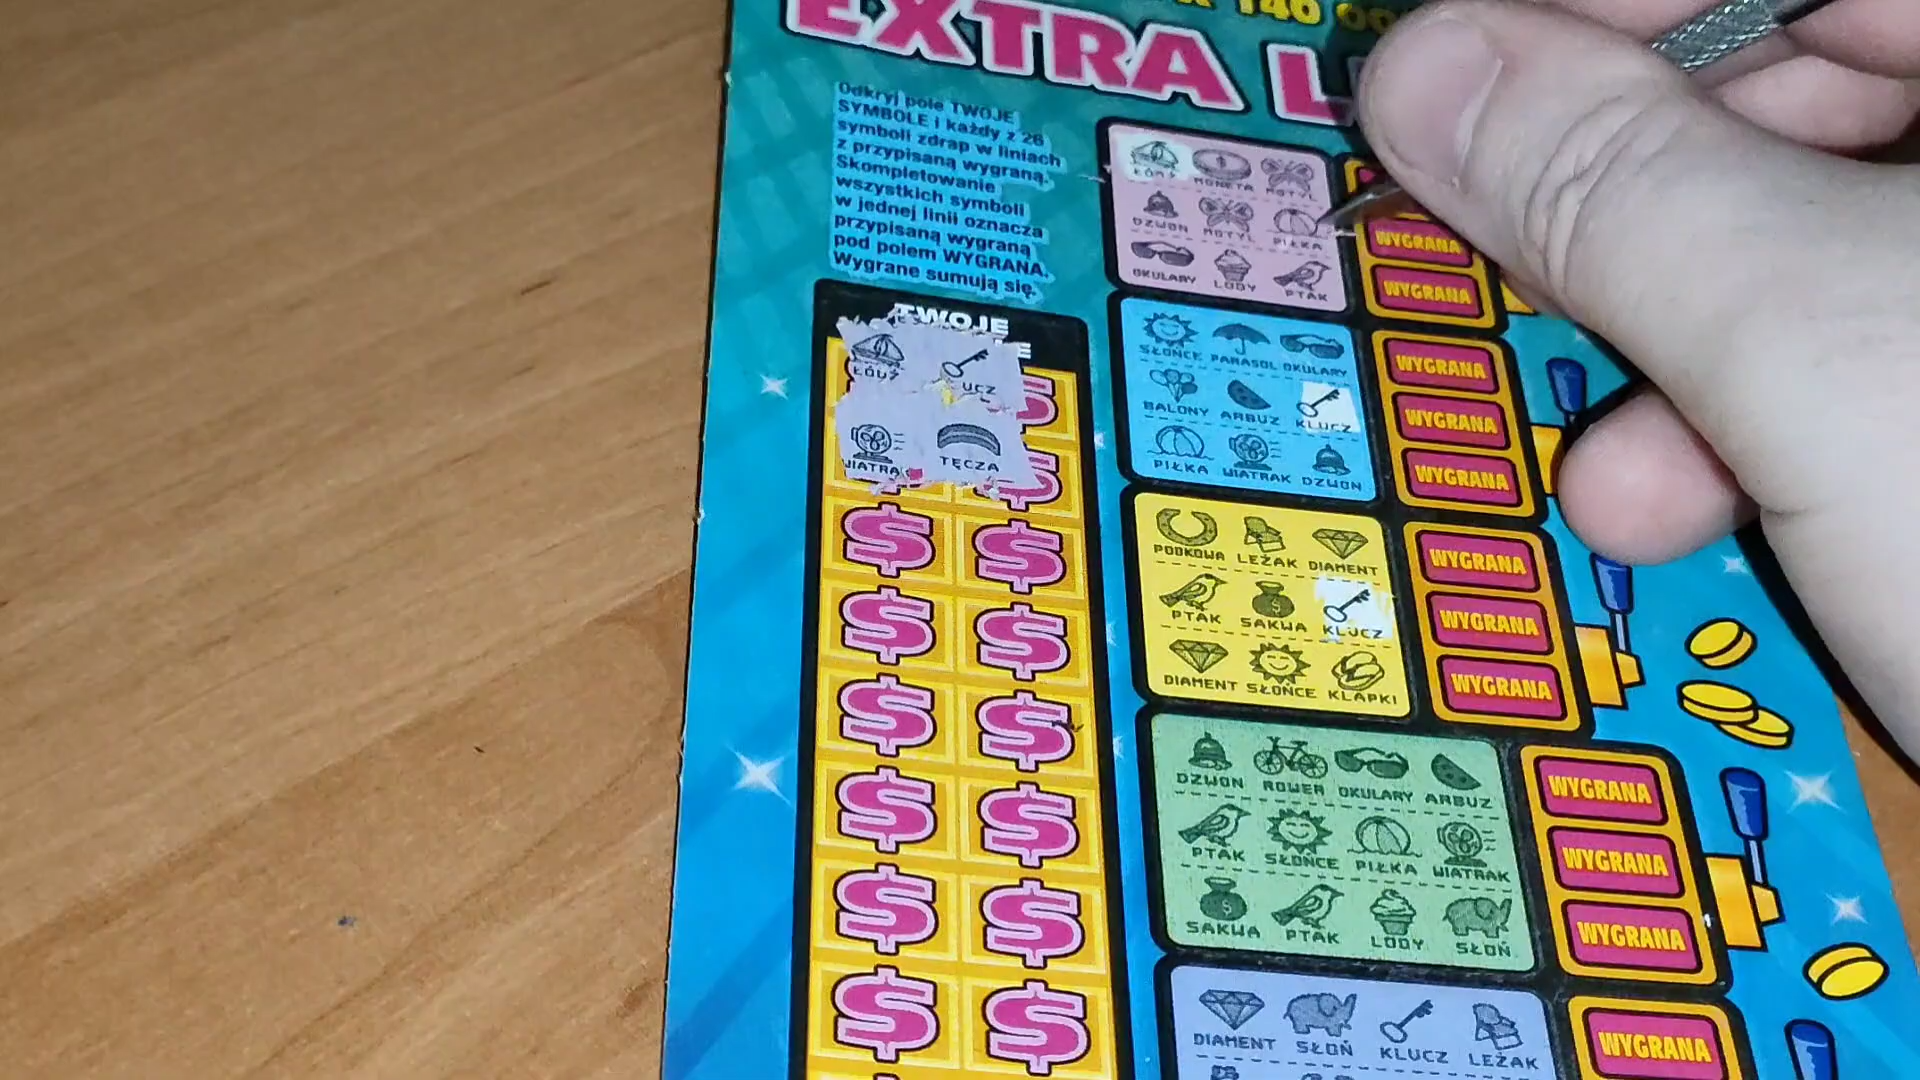 140 00
EXTRA L
Odkryj pole TWOJE
SYMBOLE i każdy z 26
symboli zdrap w liniach
z przypisaną wygraną.
Skompletowanie
wszystkich symboli
w jednej linii oznacza
przypisaną wygraną
pod polem WYGRANA.
Wygrane sumują się.
TWOJE
ŁÓDŹ
WIATRAK TĘCZA
ŁÓDŹ MONETA MOTYL
DZWON MOTYL PIŁKA
WYGRANA
OKULARY LODY PTAK
WYGRANA
SŁOŃCE PARASOL OKULARY
WYGRANA
BALONY ARBUZ KLUCZ
WYGRANA
PIŁKA WIATRAK DZWON
WYGRANA
PODKOWA LEŻAK DIAMENT
WYGRANA
PTAK SAKWA KLUCZ
WYGRANA
DIAMENT SŁOŃCE KLAPKI
WYGRANA
DZWON ROWER OKULARY ARBUZ
WYGRANA
PTAK SŁOŃCE PIŁKA WIATRAK
WYGRANA
SAKWA PTAK LODY SŁOŃ
WYGRANA
DIAMENT SŁOŃ KLUCZ LEŻAK
WYGRANA